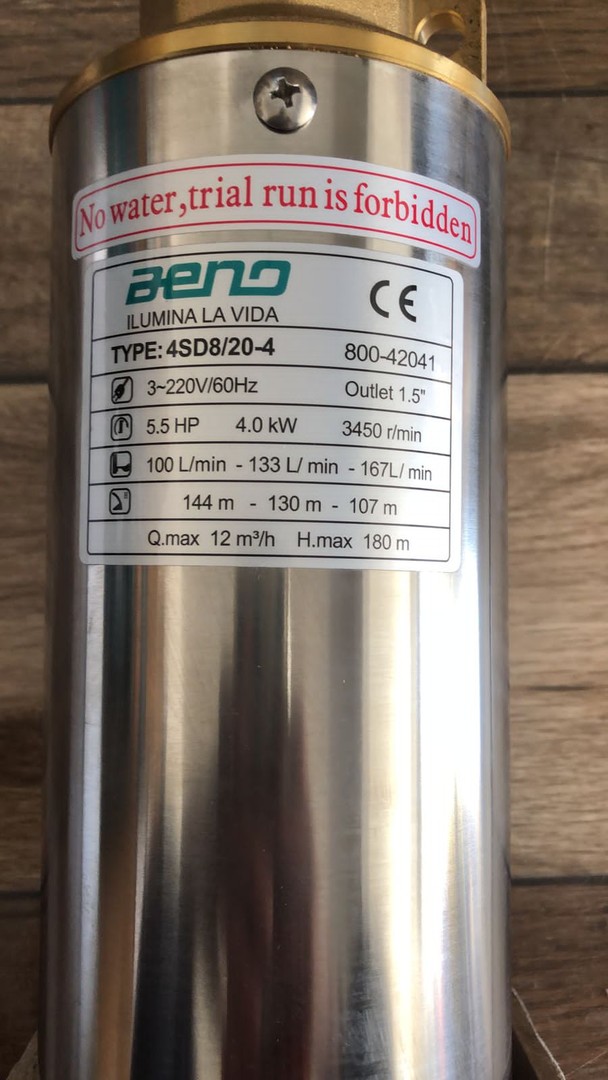 No water,trial run is forbidden
Beno
ILUMINA LA VIDA
CE
TYPE: 4SD8/20-4 800-42041
3~220V/60Hz Outlet 1.5"
5.5 HP 4.0 kW 3450 r/min
100 L/min - 133 L/ min - 167L/ min
144 m - 130 m - 107 m
Q.max 12 m³/h H.max 180 m